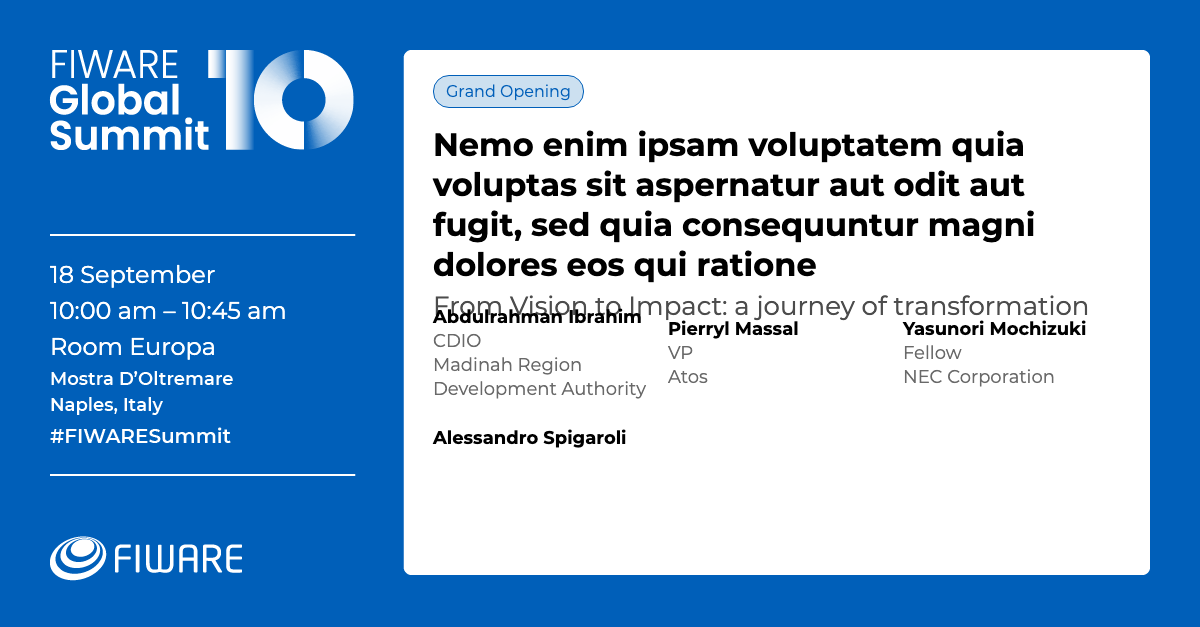 FIWARE
Global
Summit
10
18 September
10:00 am – 10:45 am
Room Europa
Mostra D’Oltremare
Naples, Italy
#FIWARESummit
FIWARE
Grand Opening
Nemo enim ipsam voluptatem quia
voluptas sit aspernatur aut odit aut
fugit, sed quia consequuntur magni
dolores eos qui ratione
From Vision to Impact: a journey of transformation
Abdulrahman Ibrahim
CDIO
Madinah Region
Development Authority
Pierryl Massal
VP
Atos
Yasunori Mochizuki
Fellow
NEC Corporation
Alessandro Spigaroli